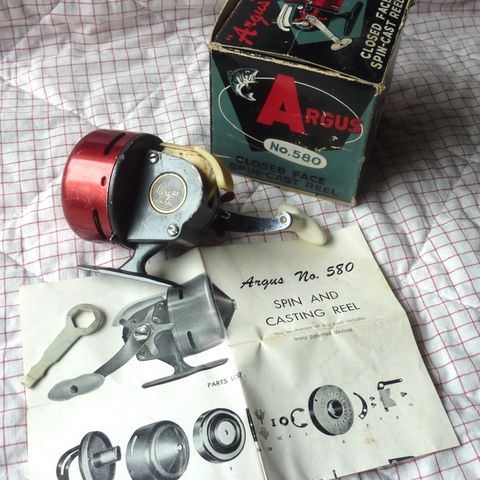 "Argus"
CLOSED FACE
SPIN-CAST REEL
ARGUS
No. 580
CLOSED FACE
SPIN-CAST REEL
Argus
Argus No. 580
SPIN AND
CASTING REEL
many patented devices.
PARTS LIST